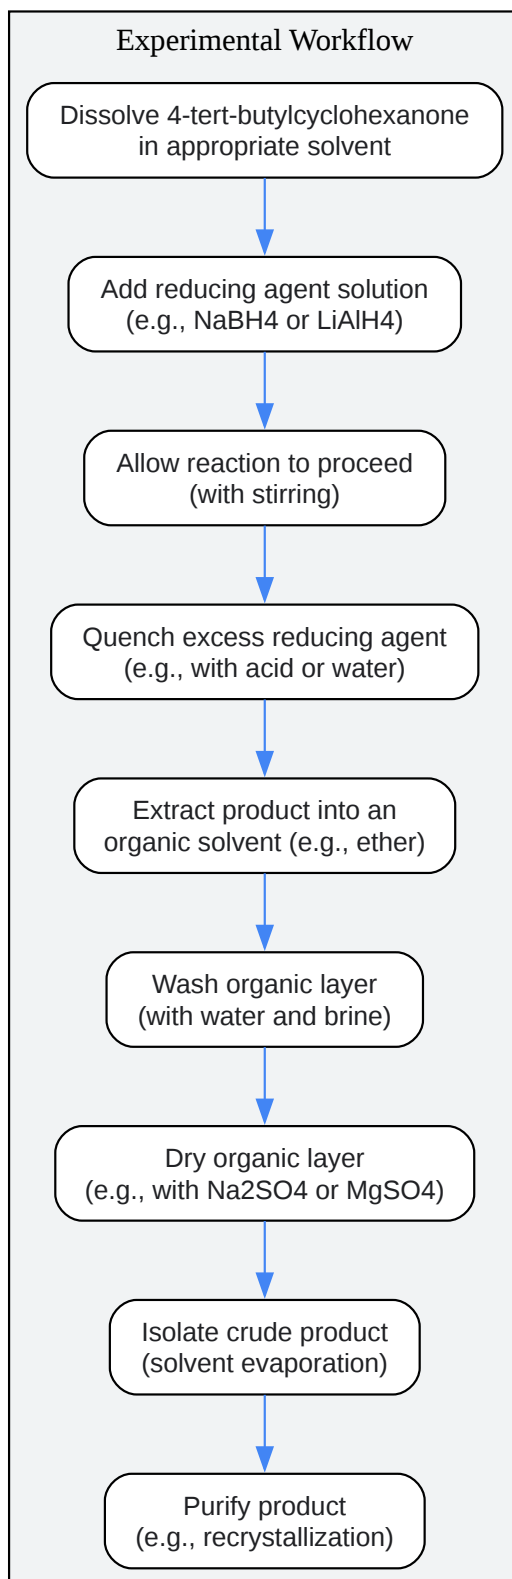 Experimental Workflow
Dissolve 4-tert-butylcyclohexanone
in appropriate solvent
Add reducing agent solution
(e.g., NaBH4 or LiAlH4)
Allow reaction to proceed
(with stirring)
Quench excess reducing agent
(e.g., with acid or water)
Extract product into an
organic solvent (e.g., ether)
Wash organic layer
(with water and brine)
Dry organic layer
(e.g., with Na2SO4 or MgSO4)
Isolate crude product
(solvent evaporation)
Purify product
(e.g., recrystallization)